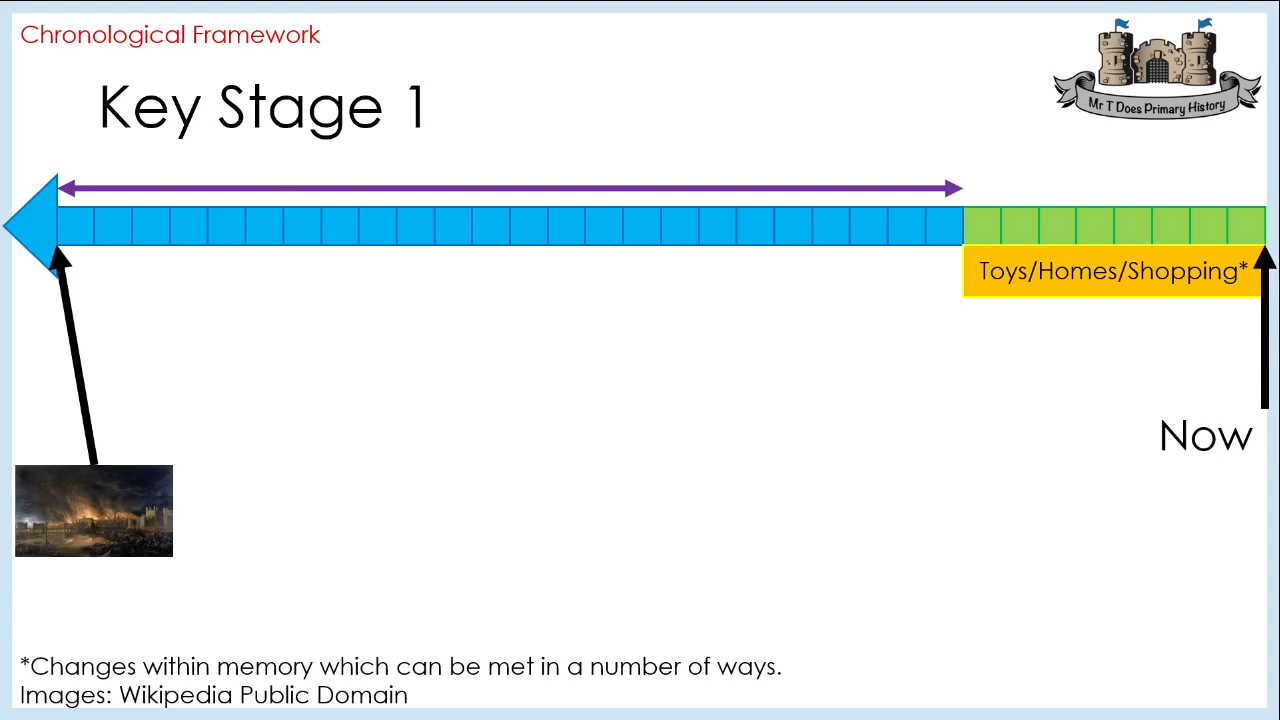 Chronological Framework
Key Stage 1
Mr T Does Primary History
Toys/Homes/Shopping*
Now
*Changes within memory which can be met in a number of ways.
Images: Wikipedia Public Domain